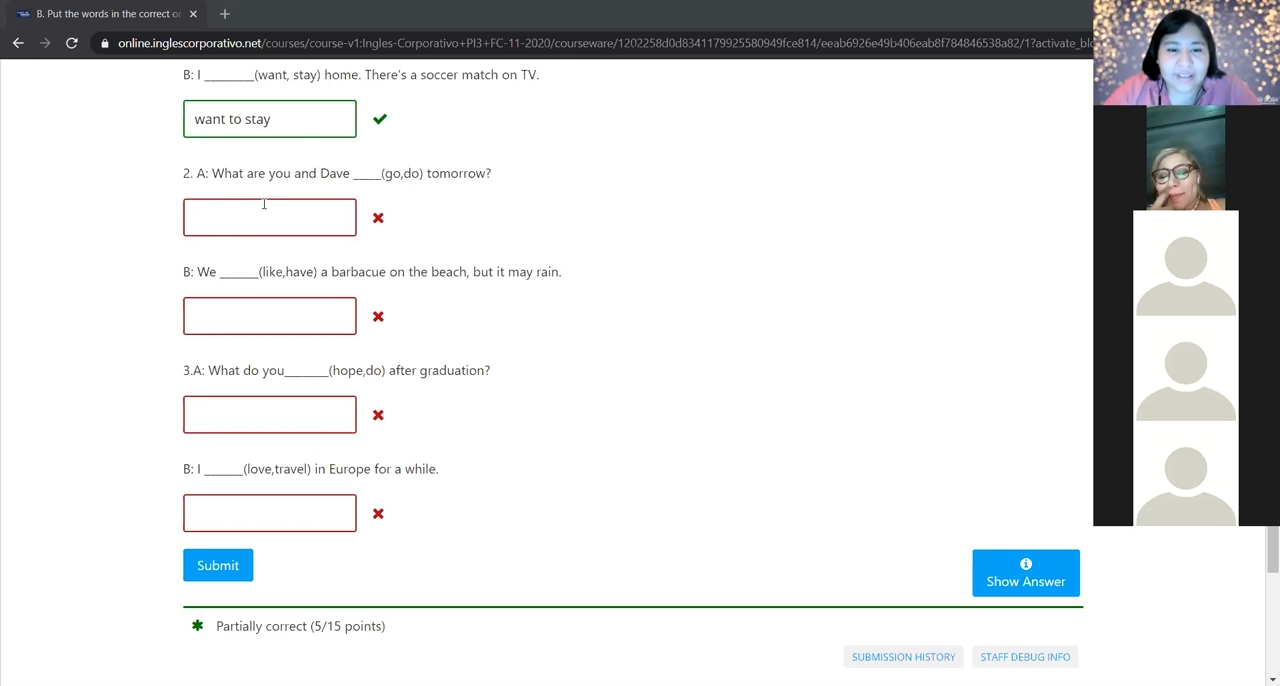 B. Put the words in the correct or
online.inglescorporativo.net/courses/course-v1:Ingles-Corporativo+PI3+FC-11-2020/courseware/1202258d0d8341179925580949fce814/eeab6926e49b406eab8f784846538a82/1?activate_blo
B: I ________(want, stay) home. There's a soccer match on TV.
want to stay
2. A: What are you and Dave ____(go,do) tomorrow?
B: We ______(like,have) a barbacue on the beach, but it may rain.
3.A: What do you_______(hope,do) after graduation?
B: I ______(love,travel) in Europe for a while.
Submit
Show Answer
Partially correct (5/15 points)
SUBMISSION HISTORY
STAFF DEBUG INFO